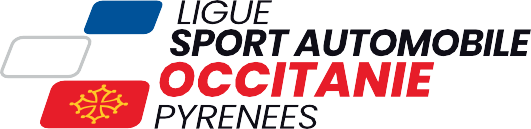 LIGUE
SPORT AUTOMOBILE
OCCITANIE
PYRENEES